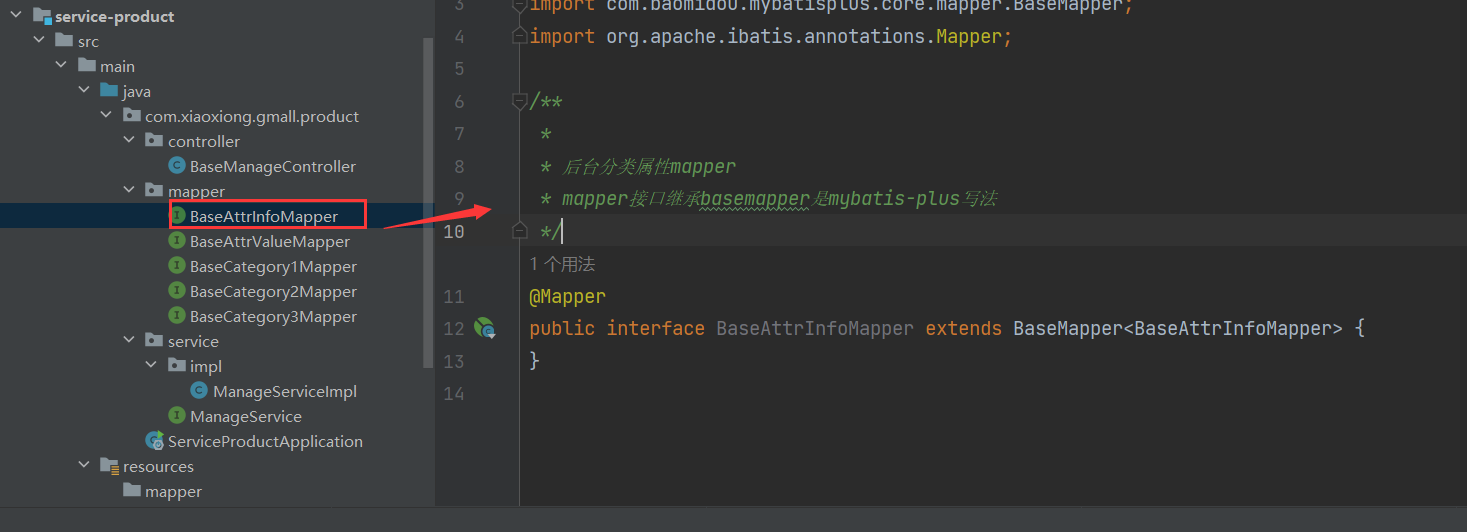 service-product
src
main
java
com.xiaoxiong.gmall.product
controller
BaseManageController
mapper
BaseAttrInfoMapper
BaseAttrValueMapper
BaseCategory1Mapper
BaseCategory2Mapper
BaseCategory3Mapper
service
impl
ManageServiceImpl
ManageService
ServiceProductApplication
resources
mapper
3 import com.baomidou.mybatisplus.core.mapper.BaseMapper;
4 import org.apache.ibatis.annotations.Mapper;
5
6 /**
7 *
8 * 后台分类属性mapper
9 * mapper接口继承basemapper是mybatis-plus写法
10 */
1 个用法
11 @Mapper
12 public interface BaseAttrInfoMapper extends BaseMapper<BaseAttrInfoMapper> {
13 }
14